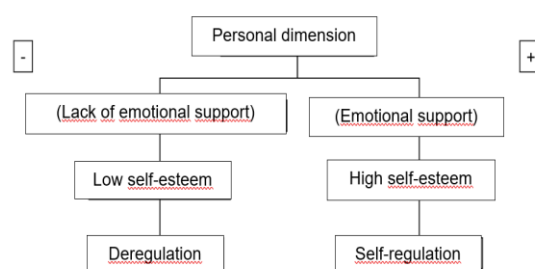 Personal dimension
- +
(Lack of emotional support) (Emotional support)
Low self-esteem High self-esteem
Deregulation Self-regulation